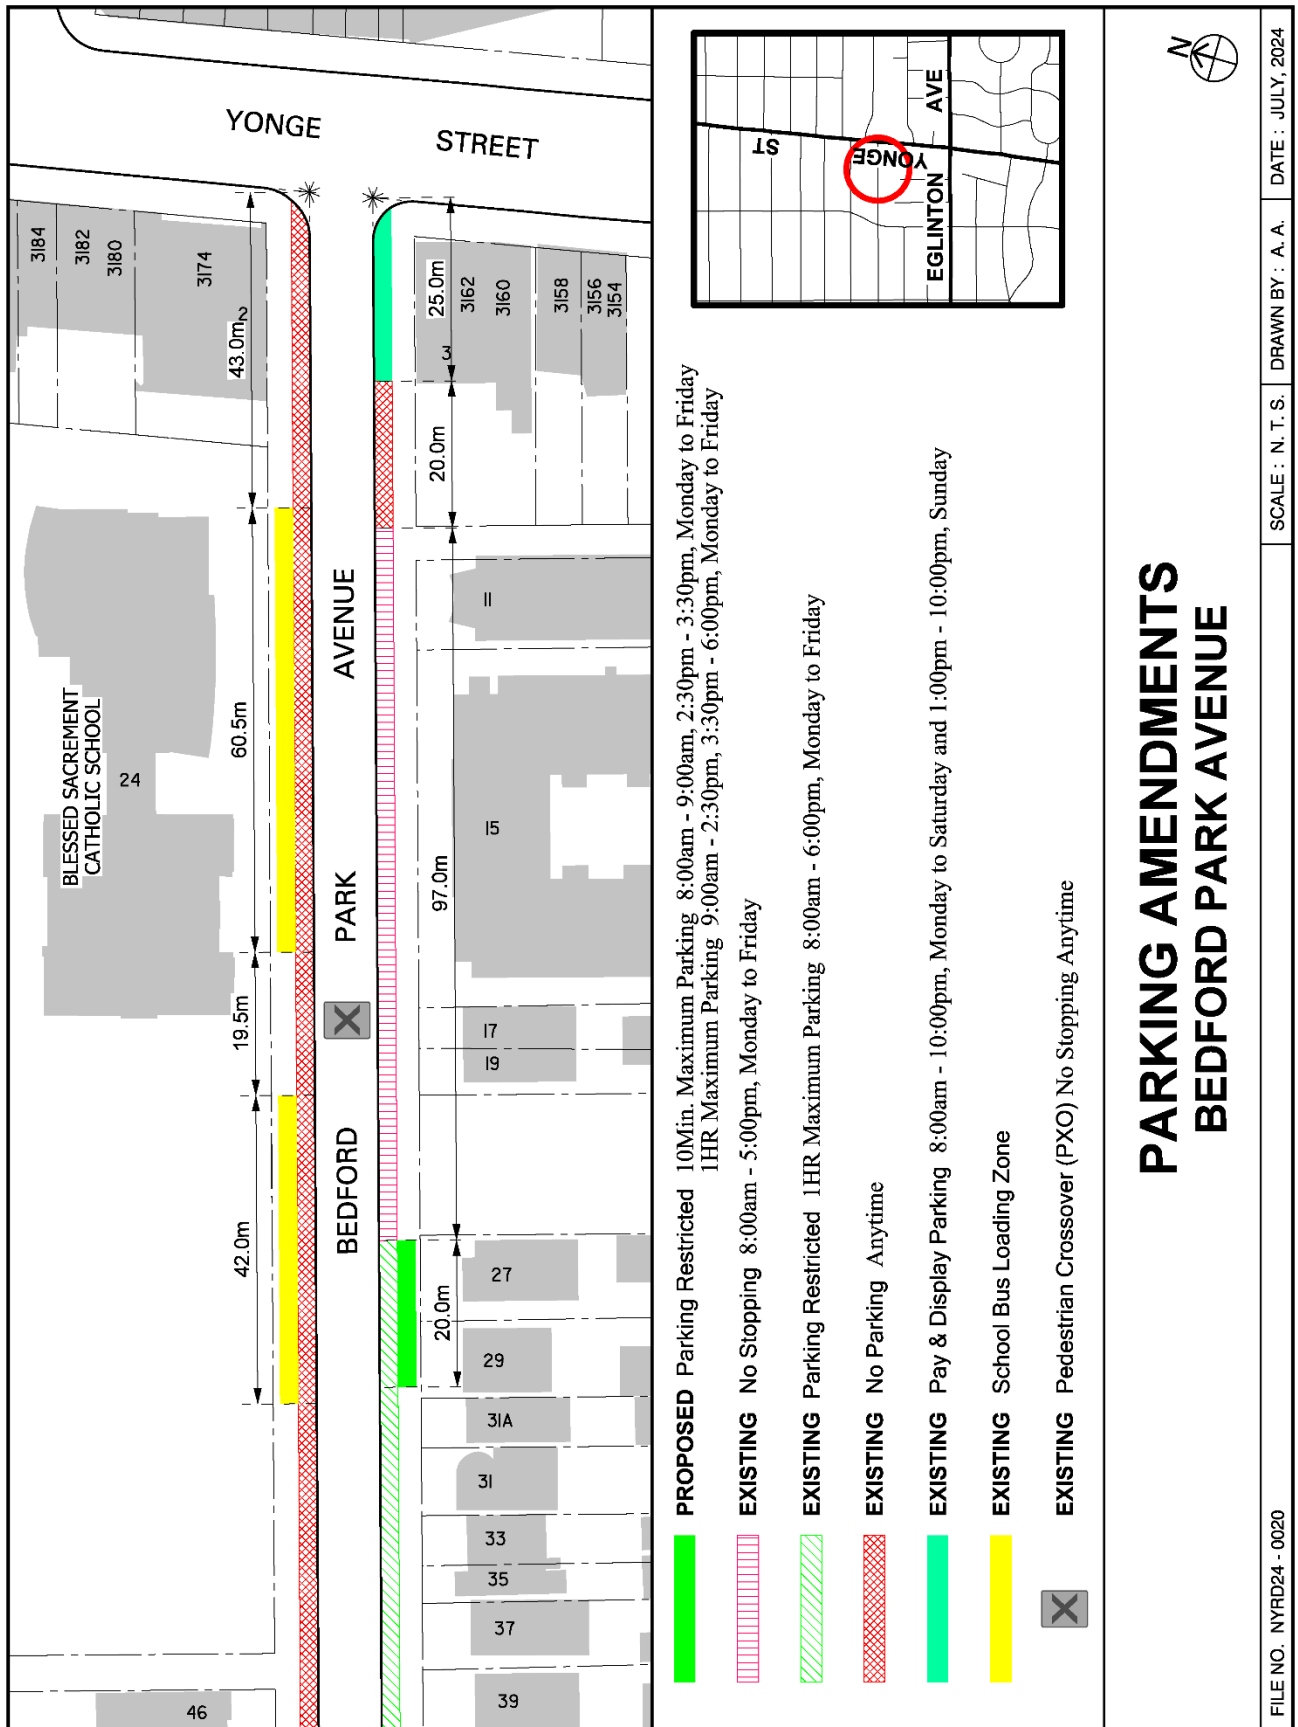 YONGE STREET
3184
3182
3180
3174
2
43.0m
25.0m
3162
3160
3158
3156
3154
3
20.0m
BLESSED SACREMENT
CATHOLIC SCHOOL
24
60.5m
19.5m
42.0m
BEDFORD PARK AVENUE
X
97.0m
20.0m
11
15
17
19
27
29
31A
31
33
35
37
39
46
YONGE ST
EGLINTON AVE
N
PROPOSED Parking Restricted 10Min. Maximum Parking 8:00am - 9:00am, 2:30pm - 3:30pm, Monday to Friday
1HR Maximum Parking 9:00am - 2:30pm, 3:30pm - 6:00pm, Monday to Friday
EXISTING No Stopping 8:00am - 5:00pm, Monday to Friday
EXISTING Parking Restricted 1HR Maximum Parking 8:00am - 6:00pm, Monday to Friday
EXISTING No Parking Anytime
EXISTING Pay & Display Parking 8:00am - 10:00pm, Monday to Saturday and 1:00pm - 10:00pm, Sunday
EXISTING School Bus Loading Zone
X EXISTING Pedestrian Crossover (PXO) No Stopping Anytime
PARKING AMENDMENTS
BEDFORD PARK AVENUE
FILE NO. NYRD24 - 0020
SCALE : N. T. S.
DRAWN BY : A. A.
DATE : JULY, 2024